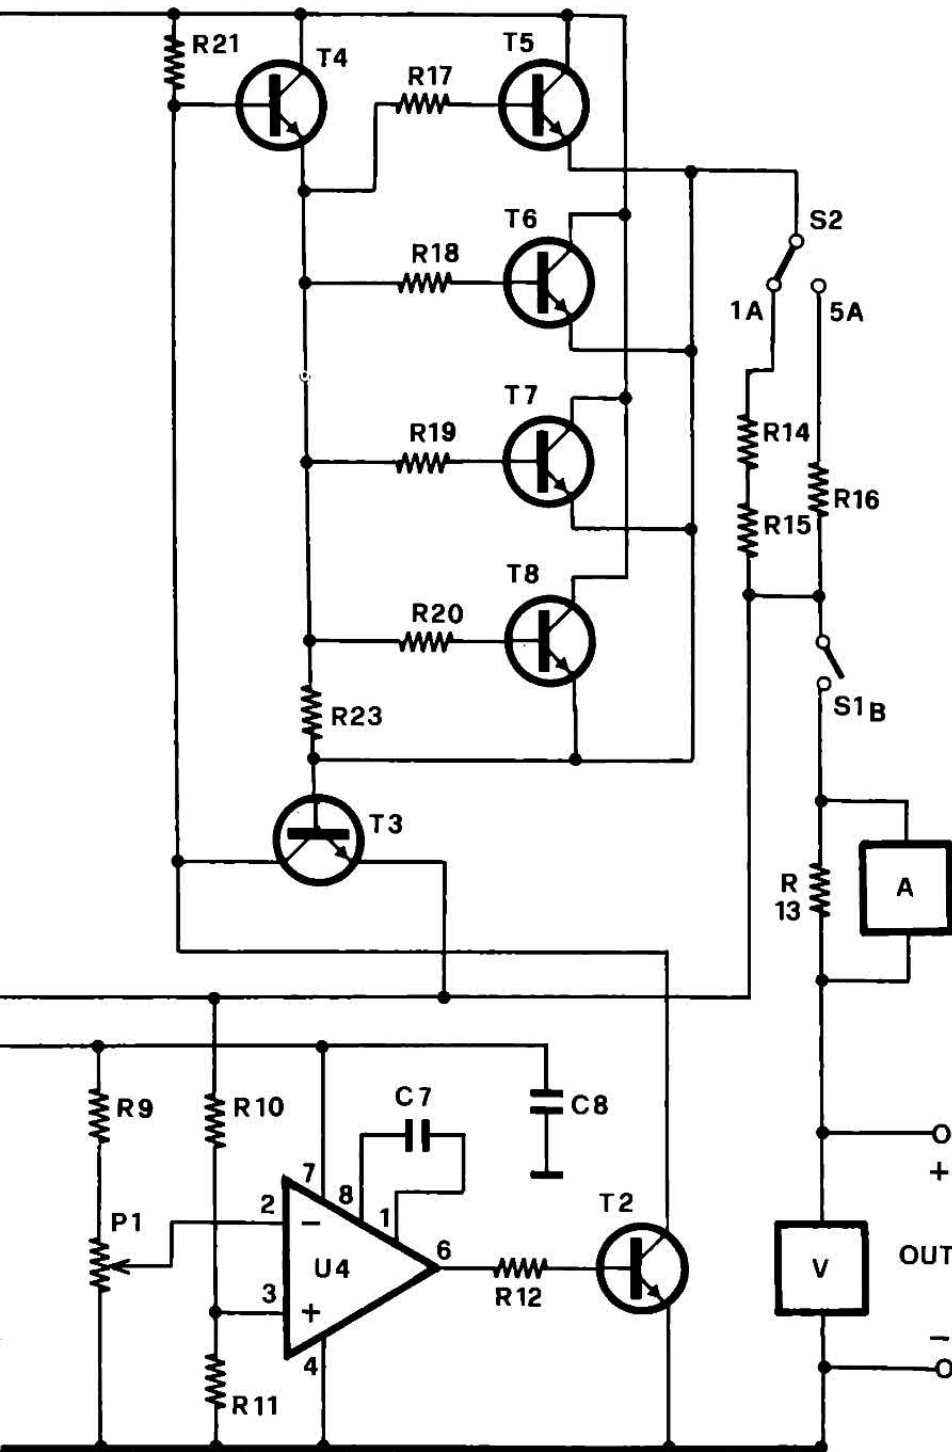 R21
T4
R17
T5
T6
S2
R18
1A
5A
T7
R14
R19
R16
R15
T8
R20
R23
S1B
T3
R
13
A
C7
R9
R10
C8
7
8
2
1
T2
P1
−
6
U4
V
OUT
3
R12
+
+
4
−
R11